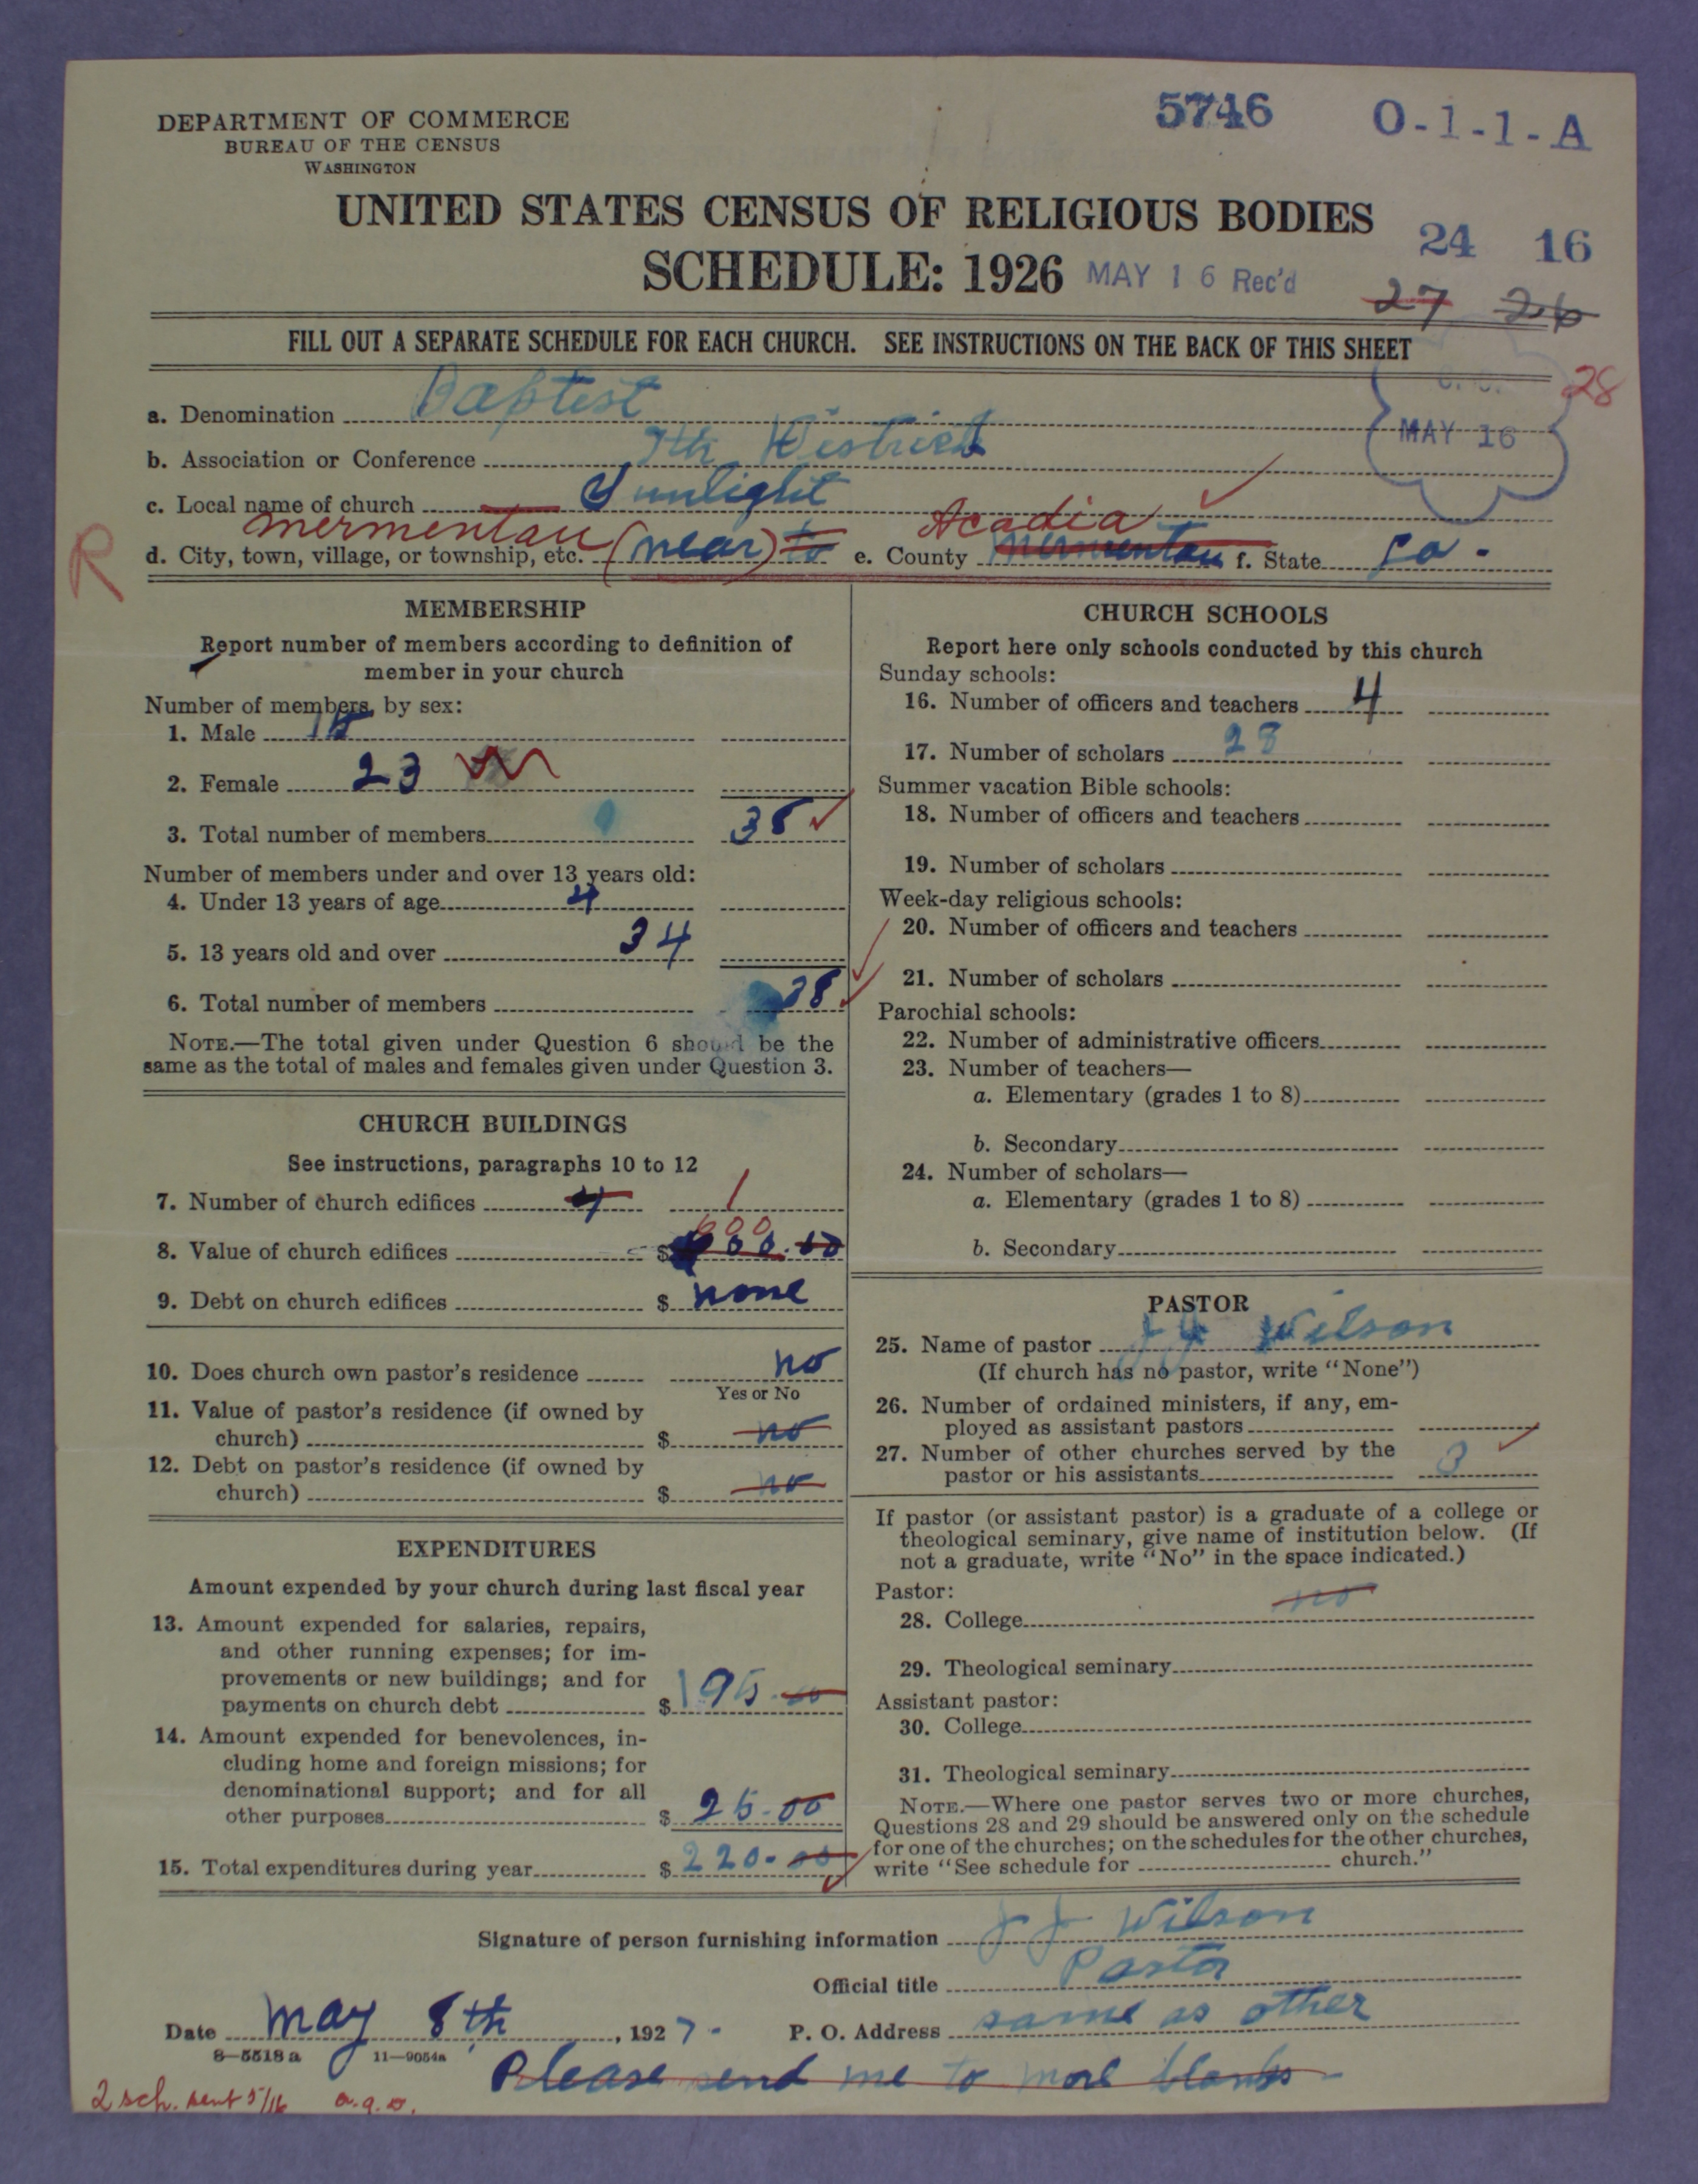 DEPARTMENT OF COMMERCE
BUREAU OF THE CENSUS
WASHINGTON
5746 O-1-1-A
UNITED STATES CENSUS OF RELIGIOUS BODIES
24 16
SCHEDULE: 1926 MAY 16 Rec'd
27 26
FILL OUT A SEPARATE SCHEDULE FOR EACH CHURCH. SEE INSTRUCTIONS ON THE BACK OF THIS SHEET
28
MAY 16
a. Denomination Baptist
b. Association or Conference 7th District
c. Local name of church Sunlight
Mermentau Acadia
R
d. City, town, village, or township, etc. (near) to e. County Mermentau f. State La.
MEMBERSHIP
Report number of members according to definition of
member in your church
Number of members, by sex:
1. Male 15
2. Female 23
3. Total number of members 38
Number of members under and over 13 years old:
4. Under 13 years of age 4
5. 13 years old and over 34
6. Total number of members 38
NOTE.—The total given under Question 6 should be the
same as the total of males and females given under Question 3.
CHURCH BUILDINGS
See instructions, paragraphs 10 to 12
7. Number of church edifices 4 1
600
8. Value of church edifices $ 00.00
9. Debt on church edifices $ none
10. Does church own pastor's residence no
Yes or No
11. Value of pastor's residence (if owned by
church) $ no
12. Debt on pastor's residence (if owned by
church) $ no
EXPENDITURES
Amount expended by your church during last fiscal year
13. Amount expended for salaries, repairs,
and other running expenses; for im-
provements or new buildings; and for
payments on church debt $ 195.00
14. Amount expended for benevolences, in-
cluding home and foreign missions; for
denominational support; and for all
other purposes $ 25.00
15. Total expenditures during year $ 220.00
CHURCH SCHOOLS
Report here only schools conducted by this church
Sunday schools:
16. Number of officers and teachers 4
17. Number of scholars 28
Summer vacation Bible schools:
18. Number of officers and teachers
19. Number of scholars
Week-day religious schools:
20. Number of officers and teachers
21. Number of scholars
Parochial schools:
22. Number of administrative officers
23. Number of teachers—
a. Elementary (grades 1 to 8)
b. Secondary
24. Number of scholars—
a. Elementary (grades 1 to 8)
b. Secondary
PASTOR
25. Name of pastor J J Wilson
(If church has no pastor, write "None")
26. Number of ordained ministers, if any, em-
ployed as assistant pastors
27. Number of other churches served by the
pastor or his assistants 3
If pastor (or assistant pastor) is a graduate of a college or
theological seminary, give name of institution below. (If
not a graduate, write "No" in the space indicated.)
Pastor:
28. College no
29. Theological seminary
Assistant pastor:
30. College
31. Theological seminary
NOTE.—Where one pastor serves two or more churches,
Questions 28 and 29 should be answered only on the schedule
for one of the churches; on the schedules for the other churches,
write "See schedule for church."
Signature of person furnishing information J J Wilson
Official title Pastor
Date May 8th, 1927. P. O. Address same as other
8—5518 a 11—9054a
Please send me to more blanks
2 sch. sent 5/16 a.g.o.